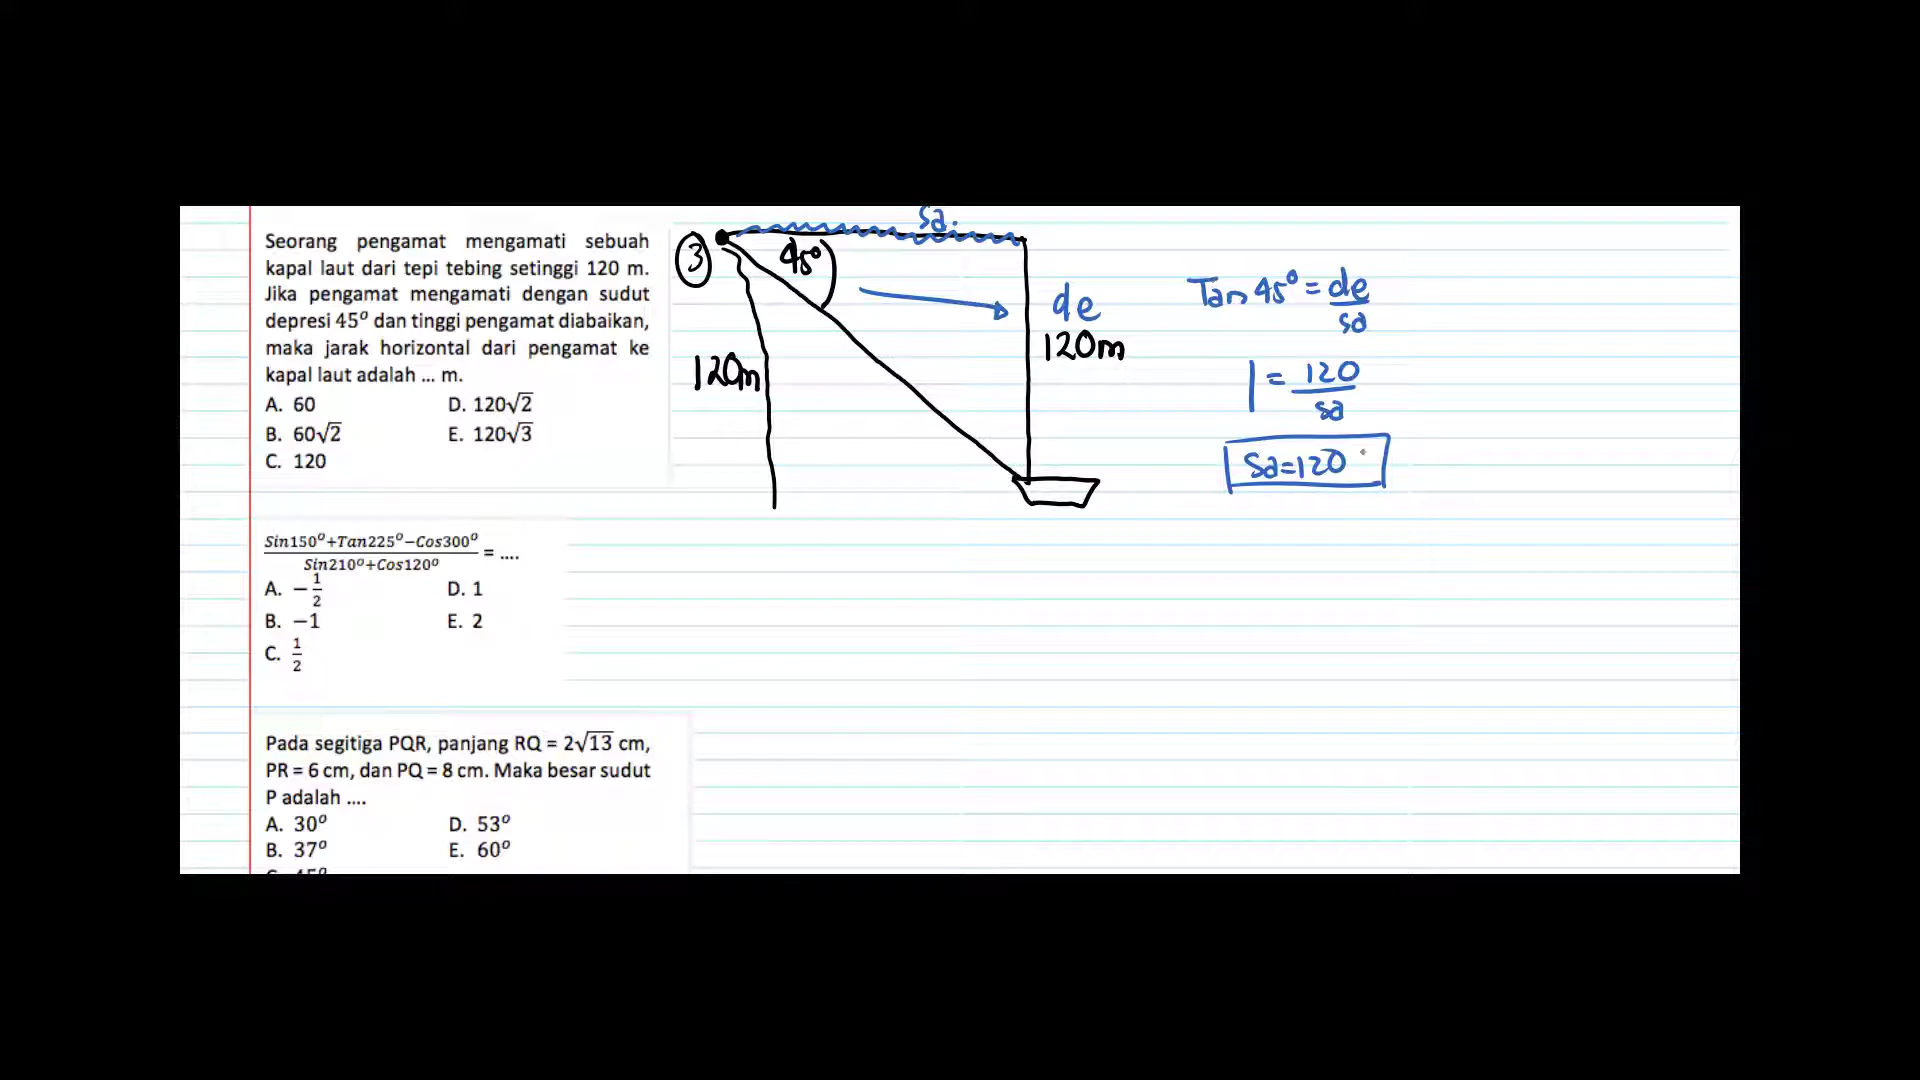 Seorang pengamat mengamati sebuah
kapal laut dari tepi tebing setinggi 120 m.
Jika pengamat mengamati dengan sudut
depresi 45° dan tinggi pengamat diabaikan,
maka jarak horizontal dari pengamat ke
kapal laut adalah ... m.
A. 60 D. 120√2
B. 60√2 E. 120√3
C. 120
3
sa.
45°
120m
de
120m
Tan 45° = de/sa
1 = 120/sa
sa=120
Sin150°+Tan225°−Cos300°/Sin210°+Cos120° = ....
A. −1/2 D. 1
B. −1 E. 2
C. 1/2
Pada segitiga PQR, panjang RQ = 2√13 cm,
PR = 6 cm, dan PQ = 8 cm. Maka besar sudut
P adalah ....
A. 30° D. 53°
B. 37° E. 60°